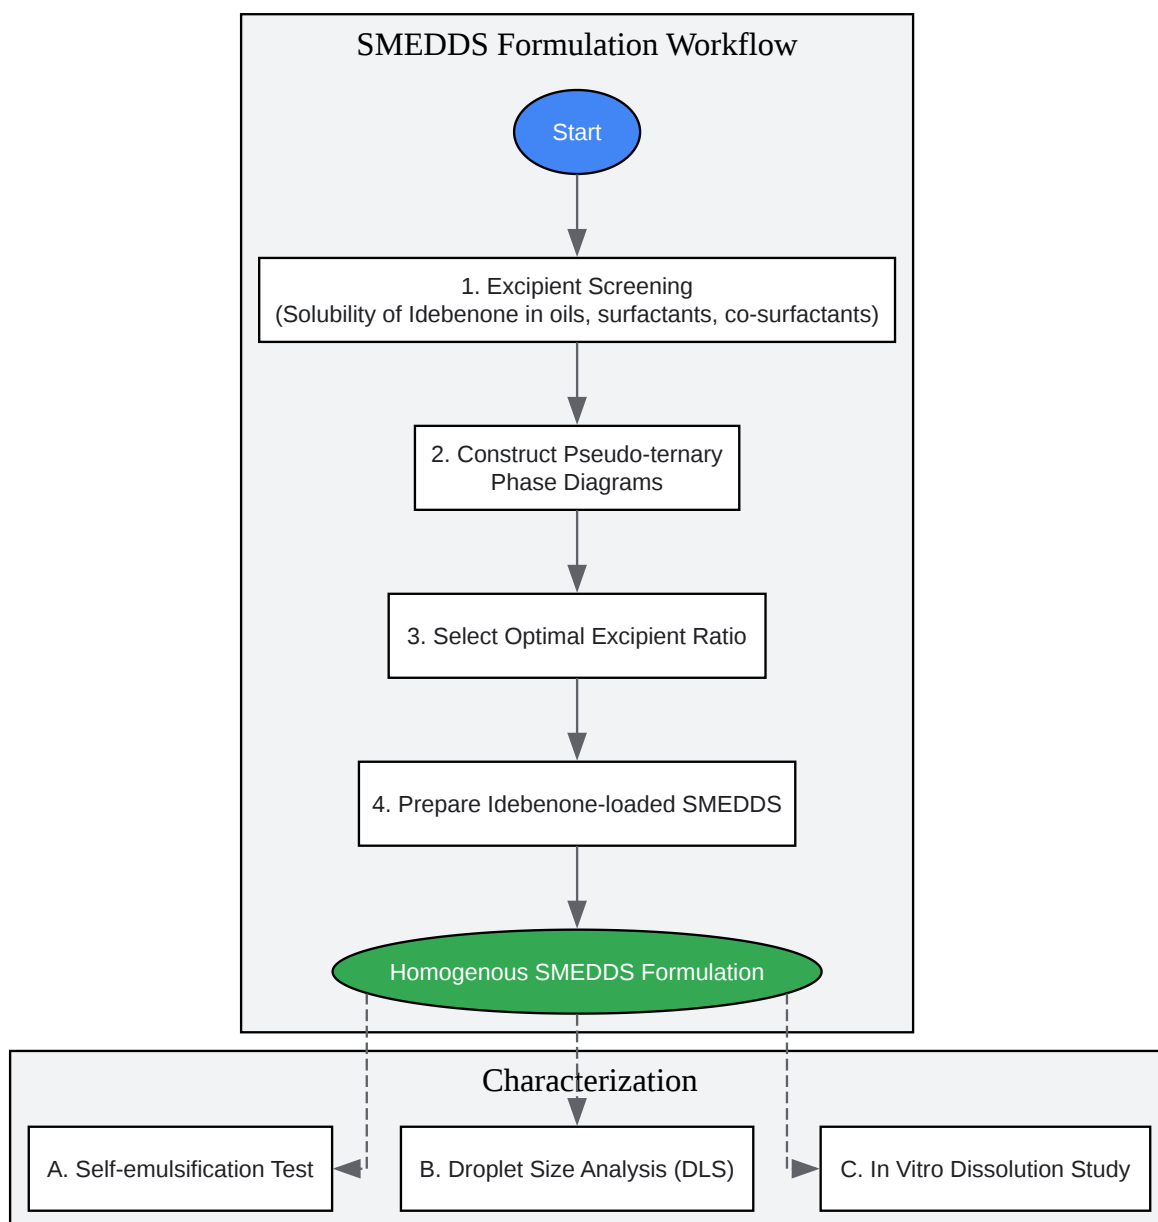 SMEDDS Formulation Workflow
Start
1. Excipient Screening
(Solubility of Idebenone in oils, surfactants, co-surfactants)
2. Construct Pseudo-ternary
Phase Diagrams
3. Select Optimal Excipient Ratio
4. Prepare Idebenone-loaded SMEDDS
Homogenous SMEDDS Formulation
Characterization
A. Self-emulsification Test
B. Droplet Size Analysis (DLS)
C. In Vitro Dissolution Study